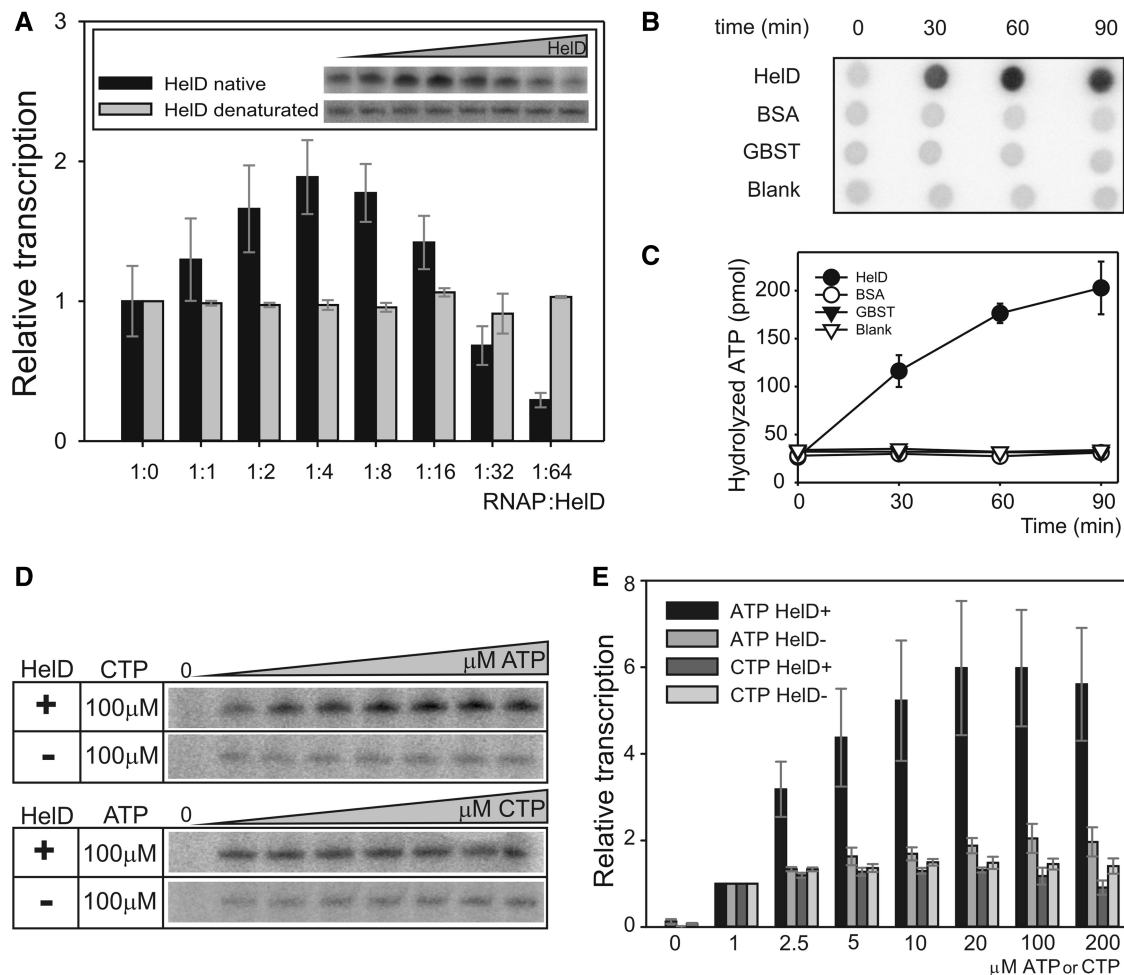 A
3
2
1
0
Relative transcription
HelD
HelD native
HelD denaturated
1:0 1:1 1:2 1:4 1:8 1:16 1:32 1:64
RNAP:HelD
B
time (min) 0 30 60 90
HelD
BSA
GBST
Blank
C
200
150
100
50
0
Hydrolyzed ATP (pmol)
HelD
BSA
GBST
Blank
0 30 60 90
Time (min)
D
HelD CTP 0 μM ATP
+ 100μM
- 100μM
HelD ATP 0 μM CTP
+ 100μM
- 100μM
E
8
6
4
2
0
Relative transcription
ATP HelD+
ATP HelD-
CTP HelD+
CTP HelD-
0 1 2.5 5 10 20 100 200
μM ATP or CTP